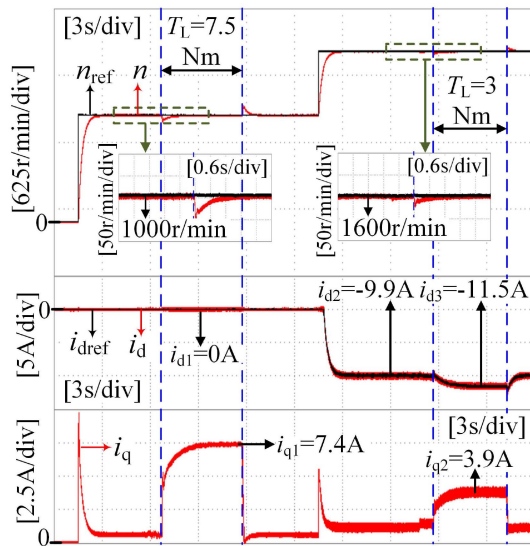 [3s/div]
T_L=7.5
Nm
n_ref
n
T_L=3
Nm
[625r/min/div]
0
[50r/min/div]
[0.6s/div]
1000r/min
[50r/min/div]
[0.6s/div]
1600r/min
0
[5A/div]
i_dref
i_d
i_d1=0A
i_d2=-9.9A
i_d3=-11.5A
[3s/div]
[3s/div]
[2.5A/div]
i_q
i_q1=7.4A
i_q2=3.9A
0